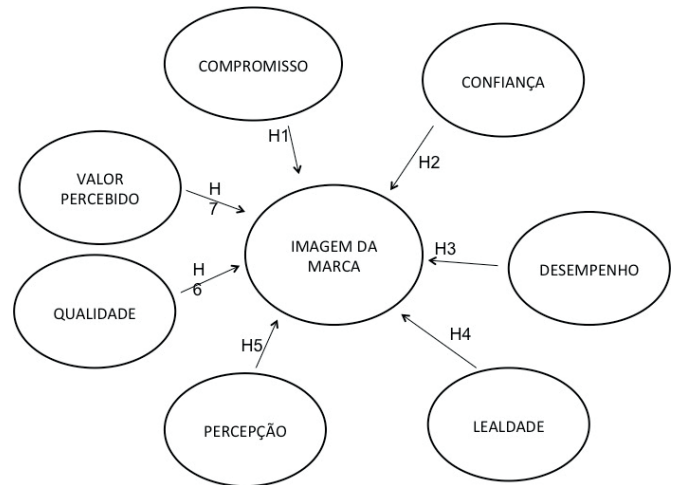 COMPROMISSO
CONFIANÇA
H1
H2
VALOR
PERCEBIDO
H
7
IMAGEM DA
MARCA
H3
DESEMPENHO
H
6
QUALIDADE
H5
H4
PERCEPÇÃO
LEALDADE